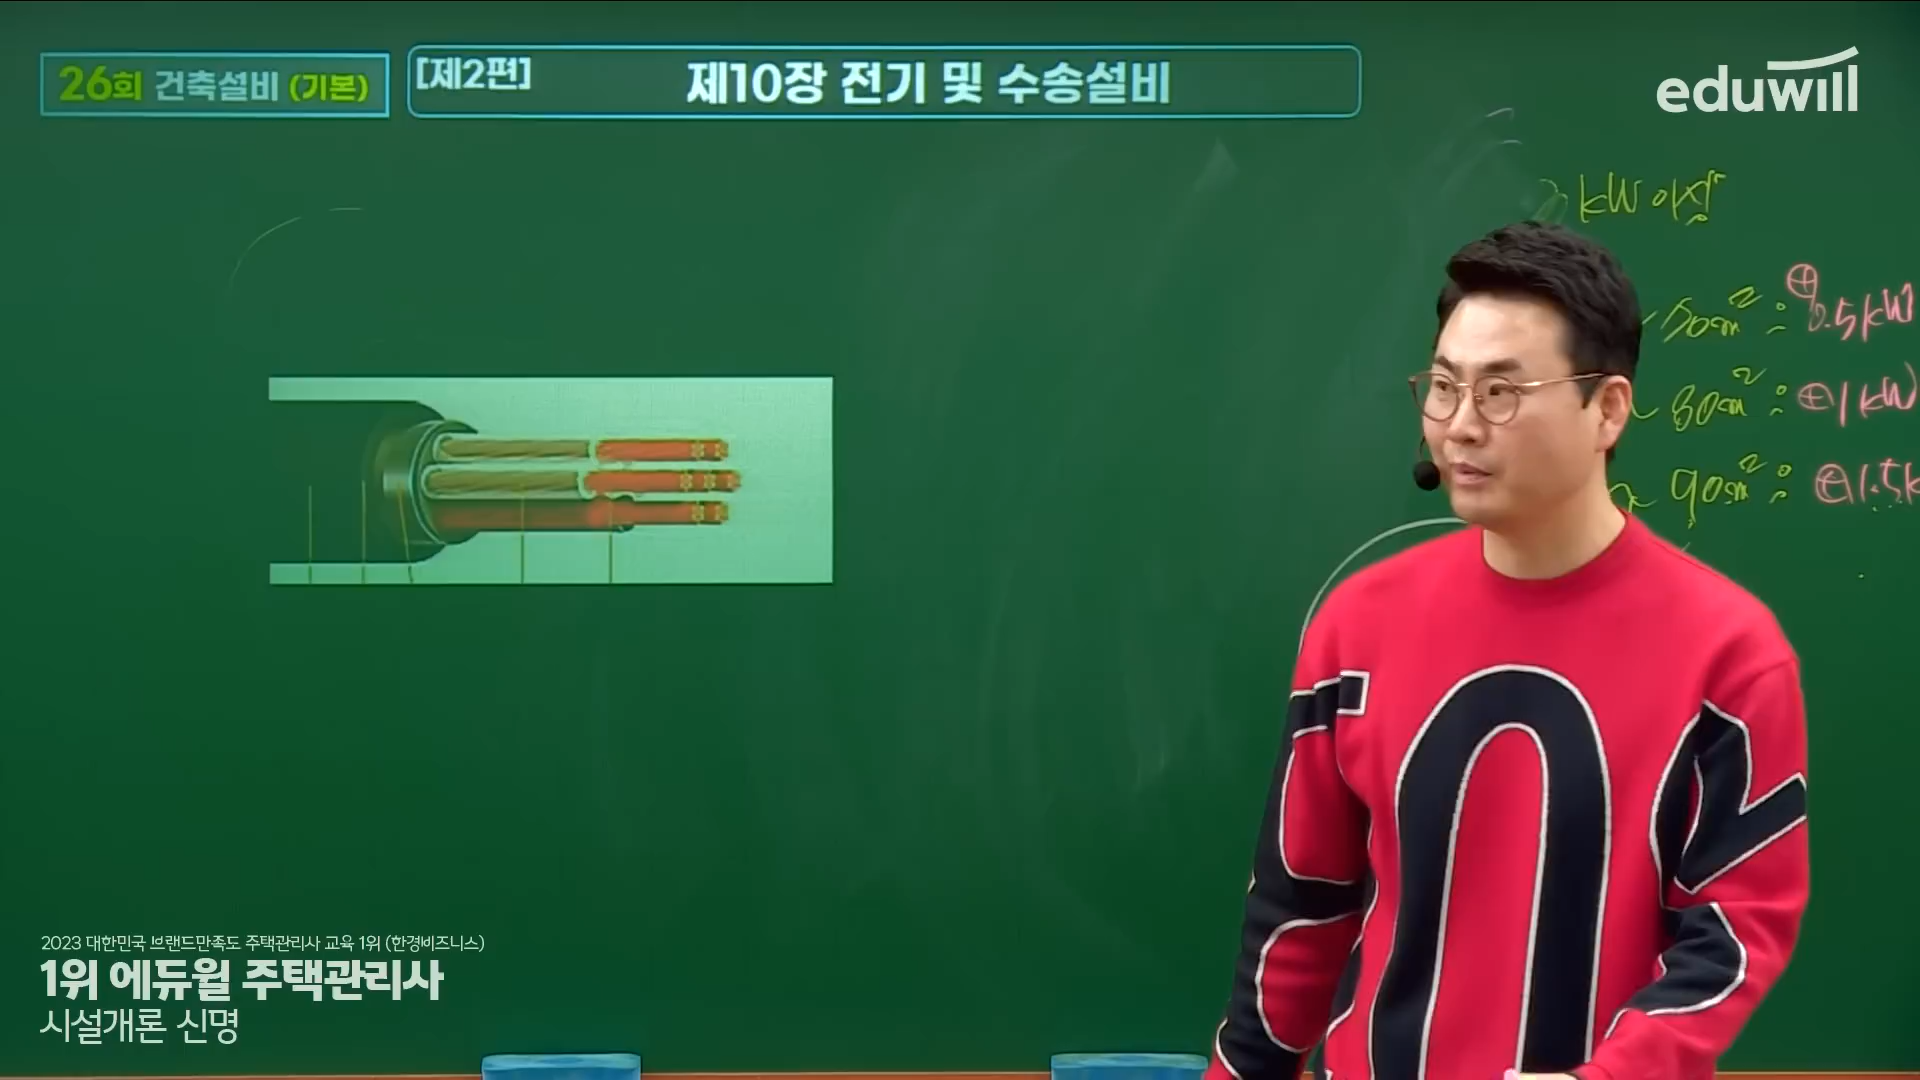 26회 건축설비 (기본)
[제2편]
제10장 전기 및 수송설비
eduwill
kW 이상
60m² : ⊕0.5kW
80m² : ⊕1kW
90m² : ⊕1.5k
2023 대한민국 브랜드만족도 주택관리사 교육 1위 (한경비즈니스)
1위 에듀윌 주택관리사
시설개론 신명